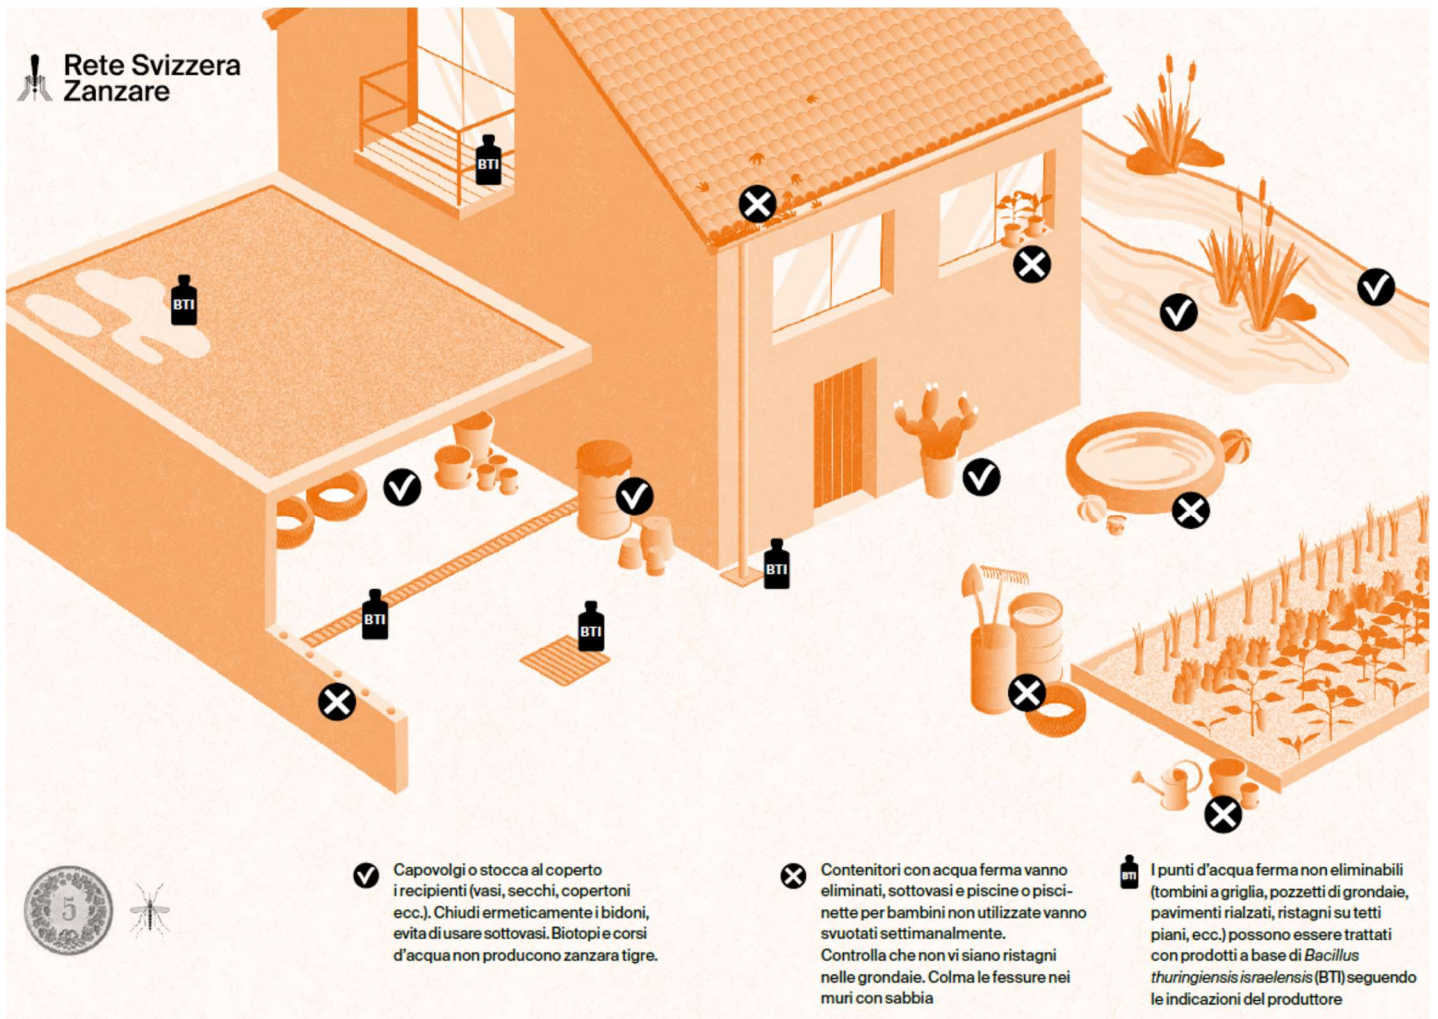 Rete Svizzera
Zanzare
BTI
BTI
BTI
BTI
BTI
5
Capovolgi o stocca al coperto
i recipienti (vasi, secchi, copertoni
ecc.). Chiudi ermeticamente i bidoni,
evita di usare sottovasi. Biotopi e corsi
d'acqua non producono zanzara tigre.
Contenitori con acqua ferma vanno
eliminati, sottovasi e piscine o pisci-
nette per bambini non utilizzate vanno
svuotati settimanalmente.
Controlla che non vi siano ristagni
nelle grondaie. Colma le fessure nei
muri con sabbia
BTI
I punti d'acqua ferma non eliminabili
(tombini a griglia, pozzetti di grondaie,
pavimenti rialzati, ristagni su tetti
piani, ecc.) possono essere trattati
con prodotti a base di Bacillus
thuringiensis israelensis (BTI) seguendo
le indicazioni del produttore